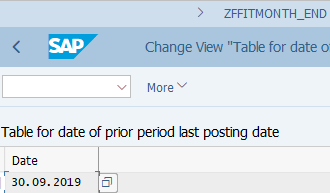 ZFFITMONTH_END
SAP
Change View "Table for date of
More
Table for date of prior period last posting date
Date
30.09.2019